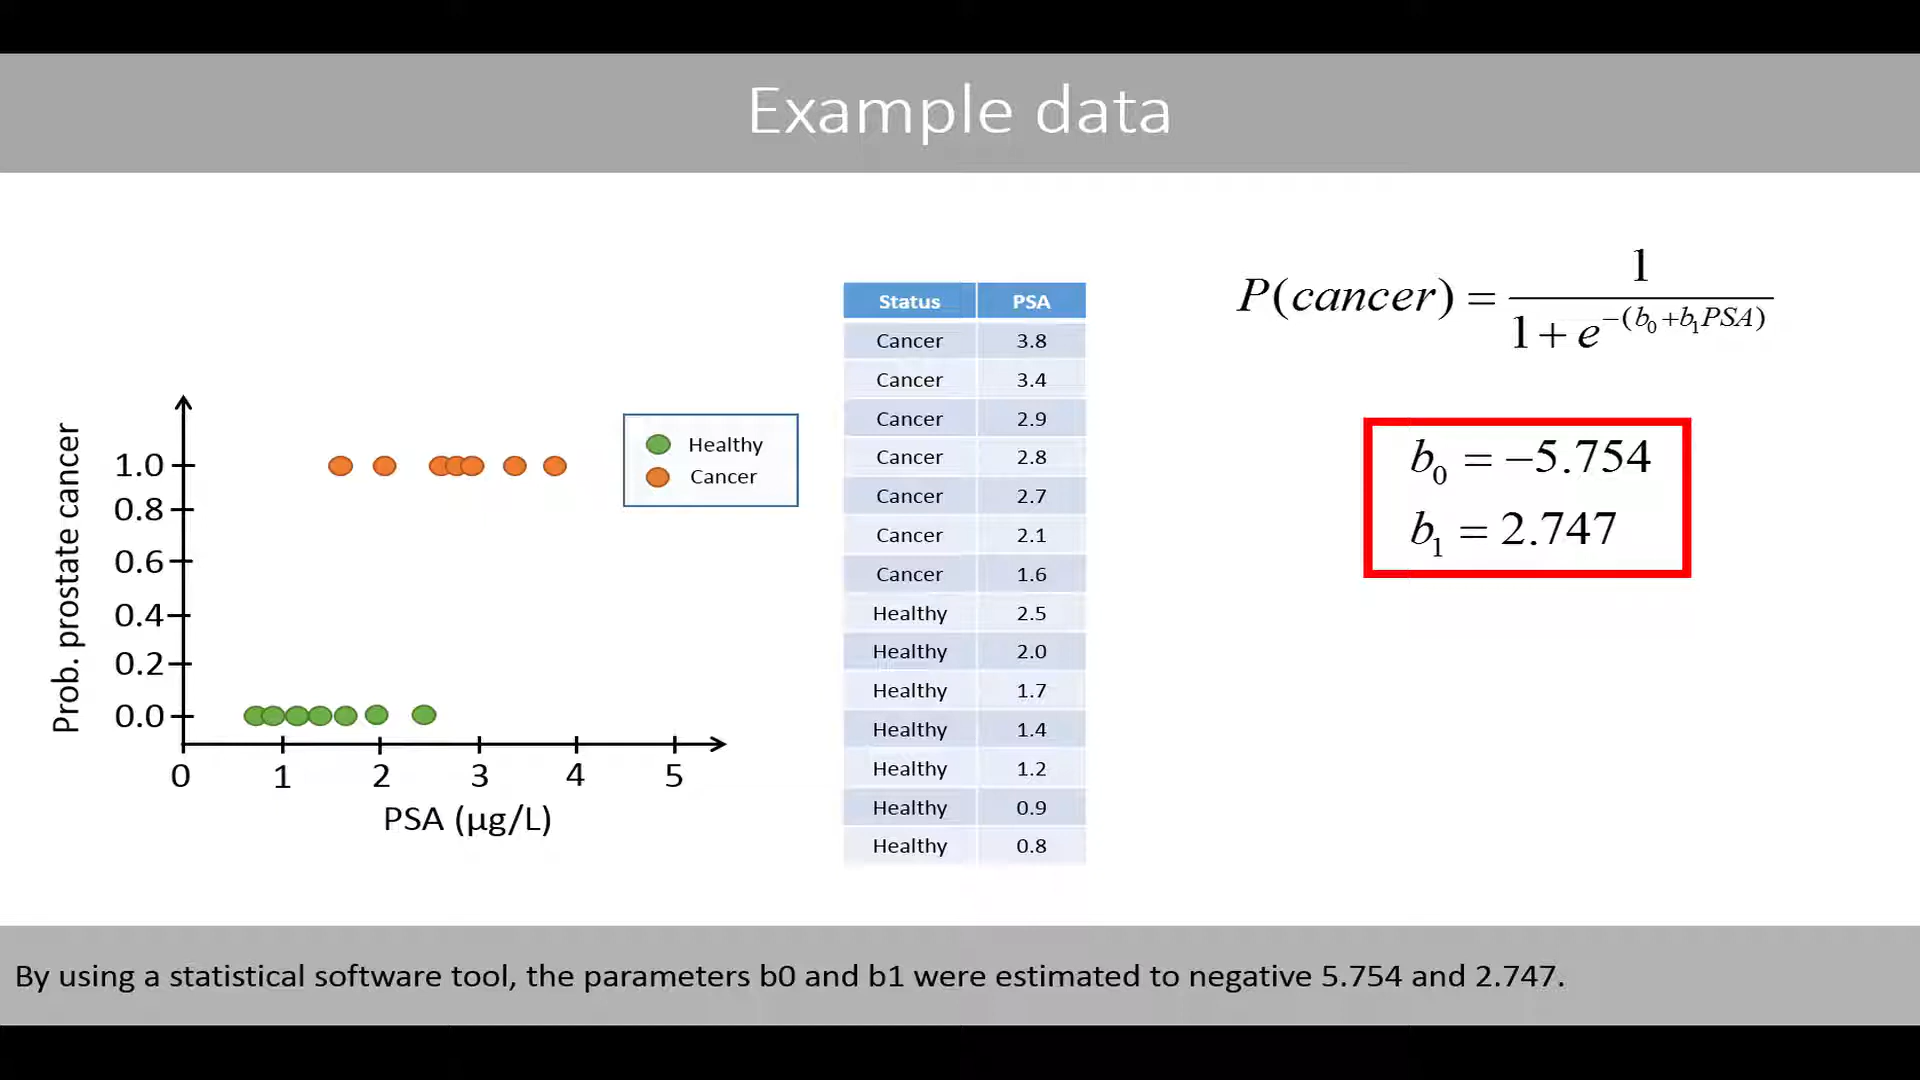 Example data
Prob. prostate cancer
1.0
0.8
0.6
0.4
0.2
0.0
0 1 2 3 4 5
PSA (µg/L)
Healthy
Cancer
Status PSA
Cancer 3.8
Cancer 3.4
Cancer 2.9
Cancer 2.8
Cancer 2.7
Cancer 2.1
Cancer 1.6
Healthy 2.5
Healthy 2.0
Healthy 1.7
Healthy 1.4
Healthy 1.2
Healthy 0.9
Healthy 0.8
P(cancer) = 1 / (1 + e^−(b₀+b₁PSA))
b₀ = −5.754
b₁ = 2.747
By using a statistical software tool, the parameters b0 and b1 were estimated to negative 5.754 and 2.747.